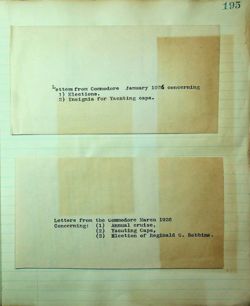 195
Letters from Commodore January 1926 concerning
1) Elections.
2) Insignia for Yachting caps.
Letters from the Commodore March 1926
Concerning: (1) Annual cruise,
(2) Yachting Caps,
(3) Election of Reginald C. Robbins.